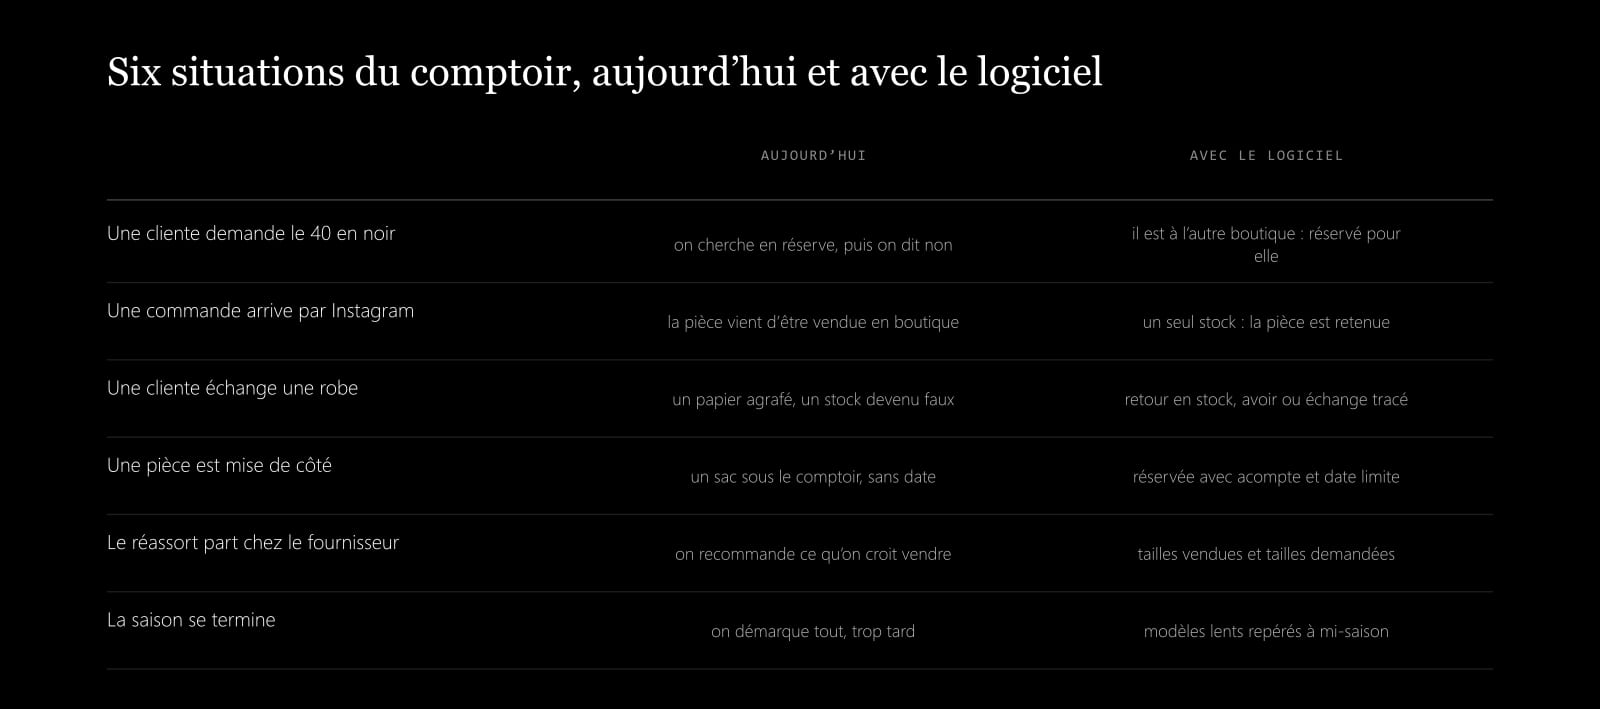 Six situations du comptoir, aujourd’hui et avec le logiciel
AUJOURD’HUI
AVEC LE LOGICIEL
Une cliente demande le 40 en noir
on cherche en réserve, puis on dit non
il est à l’autre boutique : réservé pour
elle
Une commande arrive par Instagram
la pièce vient d’être vendue en boutique
un seul stock : la pièce est retenue
Une cliente échange une robe
un papier agrafé, un stock devenu faux
retour en stock, avoir ou échange tracé
Une pièce est mise de côté
un sac sous le comptoir, sans date
réservée avec acompte et date limite
Le réassort part chez le fournisseur
on recommande ce qu’on croit vendre
tailles vendues et tailles demandées
La saison se termine
on démarque tout, trop tard
modèles lents repérés à mi-saison